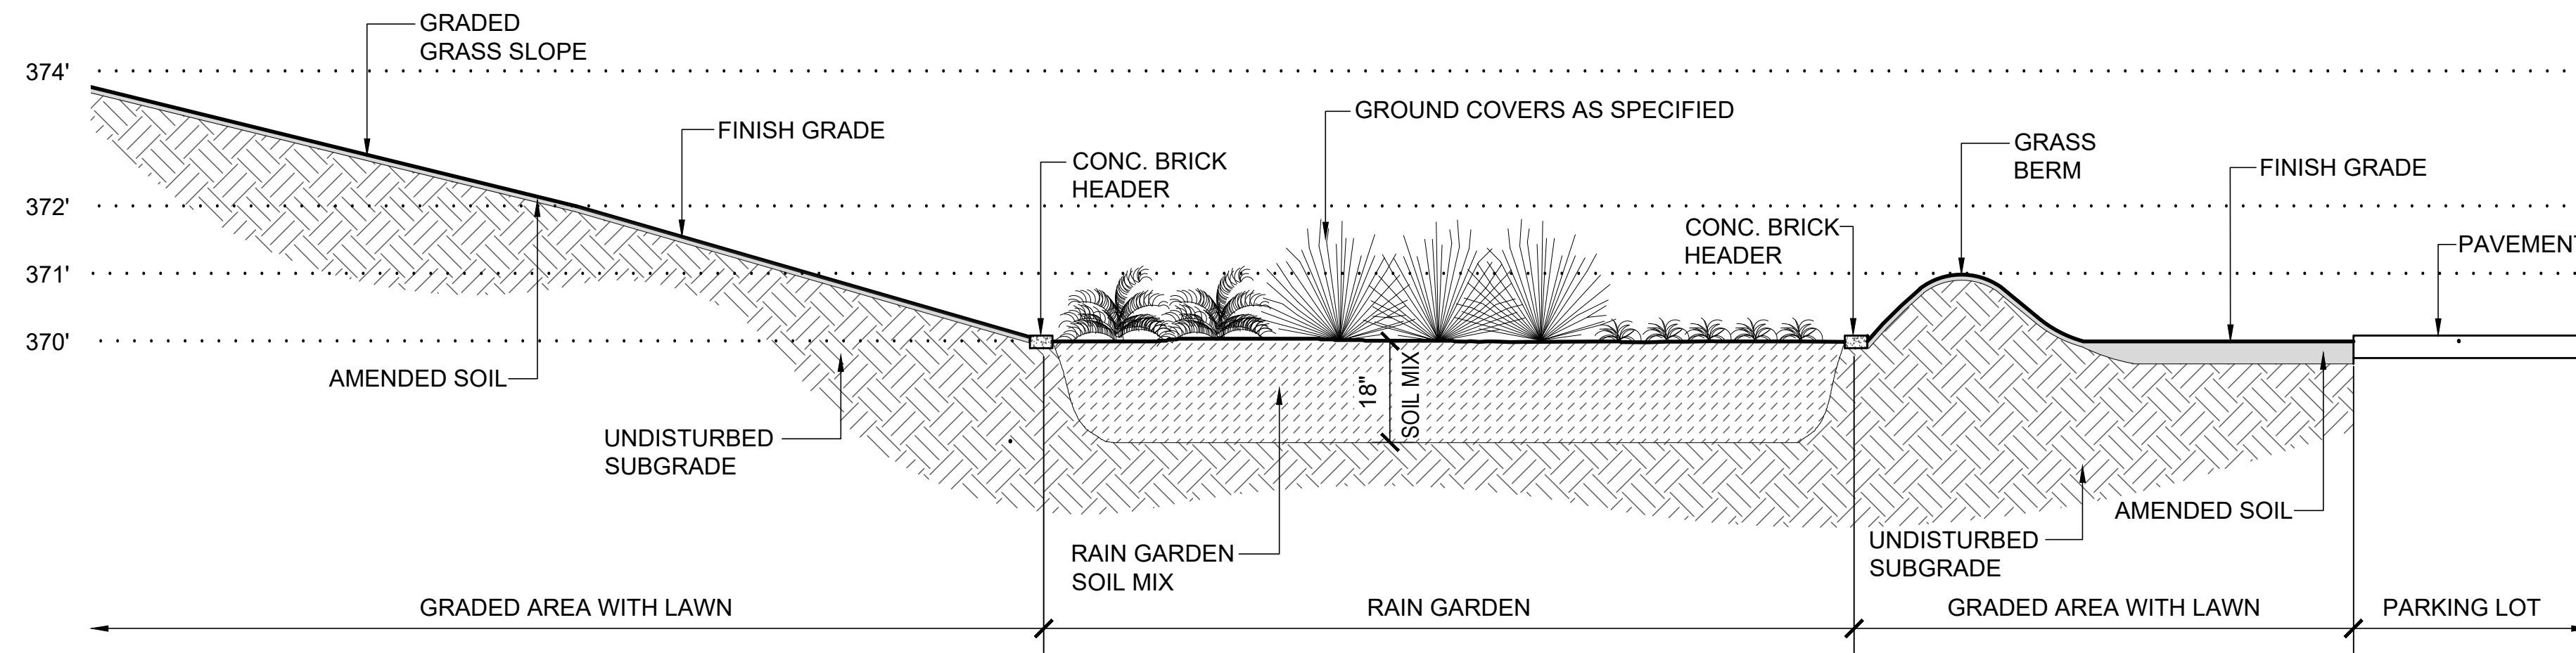 GRADED
GRASS SLOPE
374'
GROUND COVERS AS SPECIFIED
FINISH GRADE
GRASS
BERM
CONC. BRICK
HEADER
FINISH GRADE
372'
CONC. BRICK
HEADER
PAVEMENT
371'
370'
AMENDED SOIL
18"
SOIL MIX
UNDISTURBED
SUBGRADE
AMENDED SOIL
RAIN GARDEN
SOIL MIX
UNDISTURBED
SUBGRADE
GRADED AREA WITH LAWN
RAIN GARDEN
GRADED AREA WITH LAWN
PARKING LOT